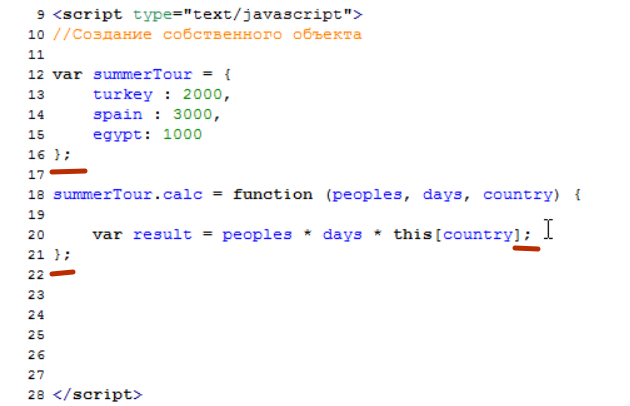 9 <script type="text/javascript">
10 //Создание собственного объекта
11
12 var summerTour = {
13     turkey : 2000,
14     spain : 3000,
15     egypt: 1000
16 };
17
18 summerTour.calc = function (peoples, days, country) {
19
20     var result = peoples * days * this[country];
21 };
22
23
24
25
26
27
28 </script>